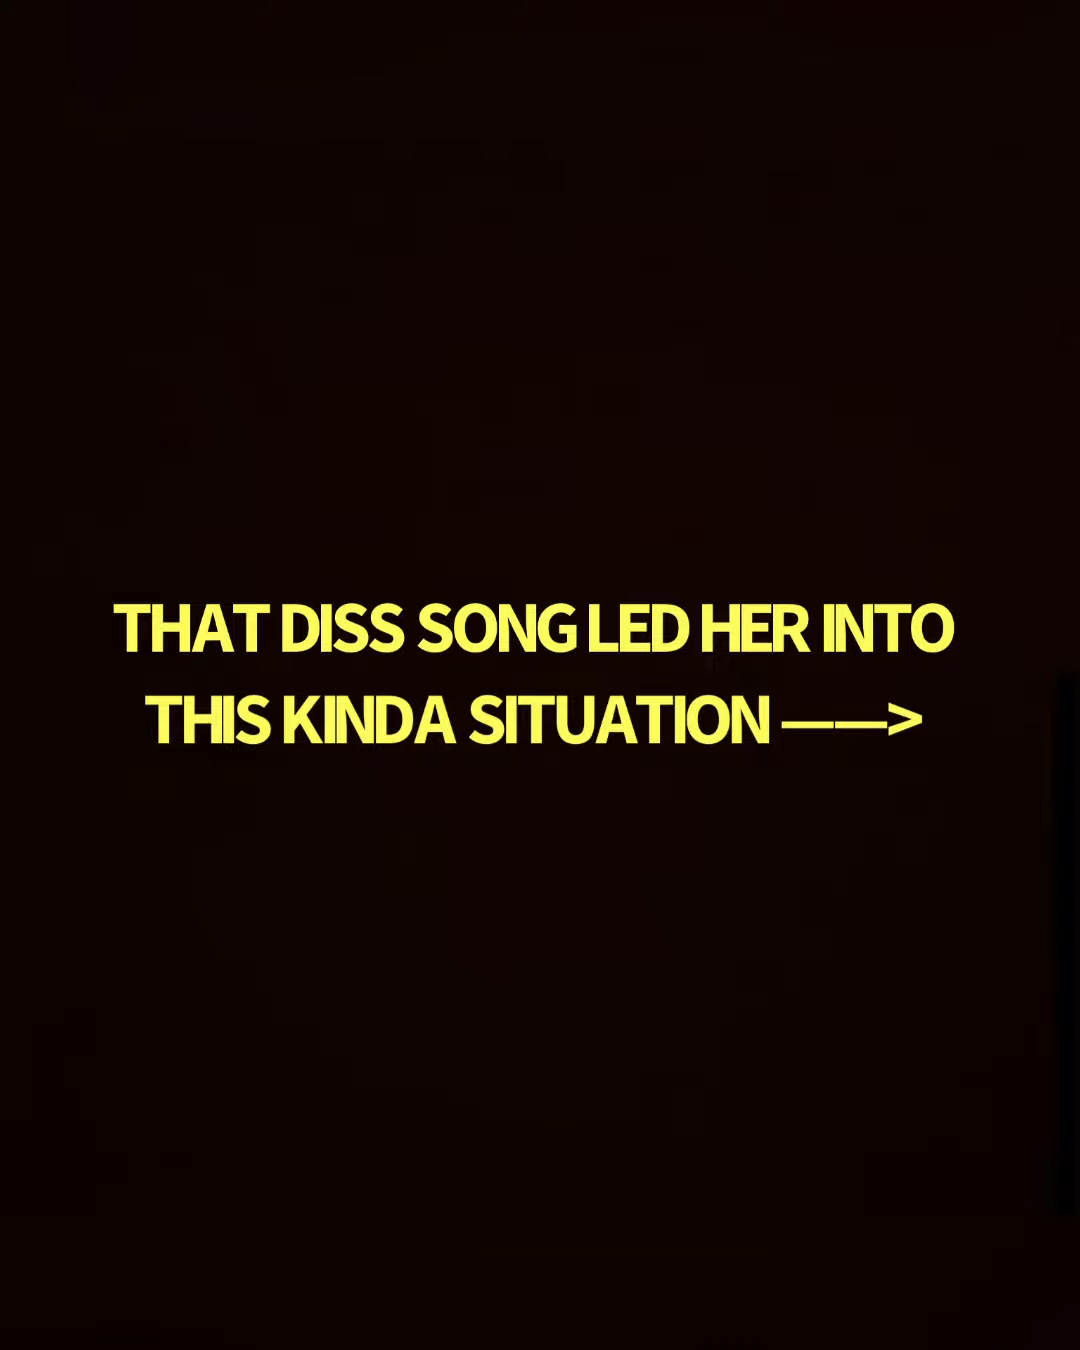 THAT DISS SONG LED HER INTO
THIS KINDA SITUATION ——>